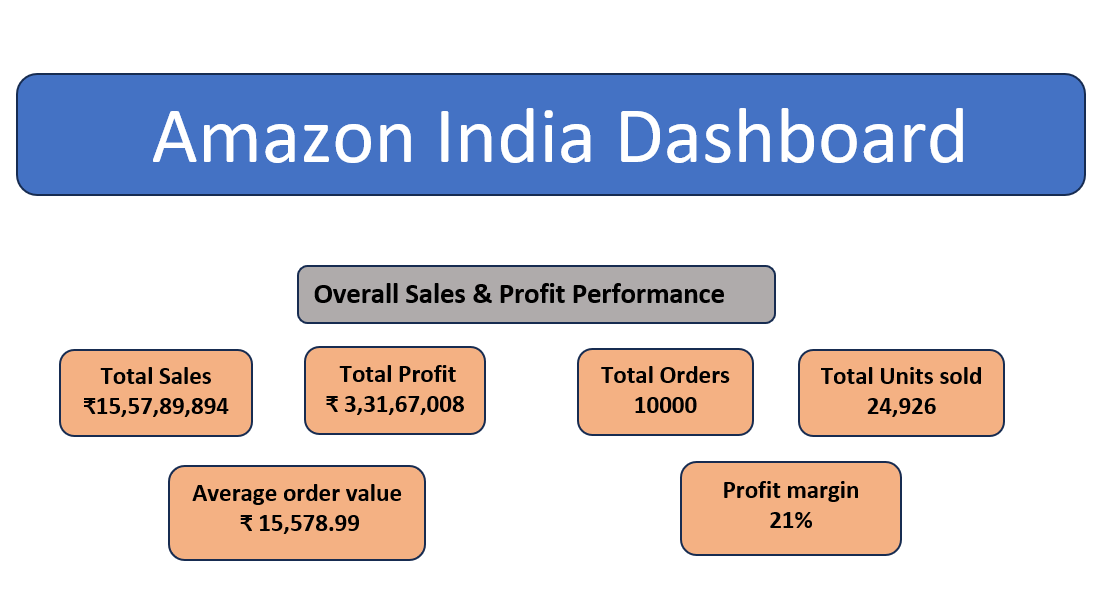 Amazon India Dashboard
Overall Sales & Profit Performance
Total Sales
₹15,57,89,894
Total Profit
₹ 3,31,67,008
Total Orders
10000
Total Units sold
24,926
Average order value
₹ 15,578.99
Profit margin
21%